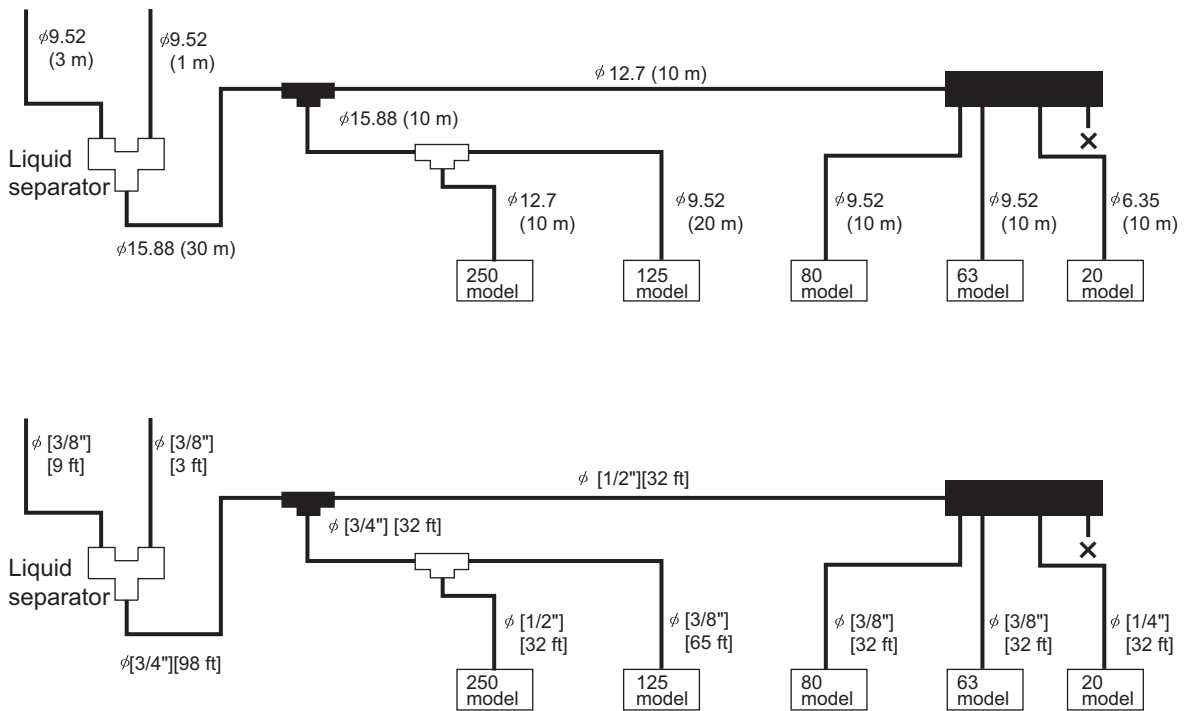 φ9.52
(3 m)
φ9.52
(1 m)
Liquid
separator
φ15.88 (30 m)
φ12.7 (10 m)
φ15.88 (10 m)
φ12.7
(10 m)
φ9.52
(20 m)
φ9.52
(10 m)
φ9.52
(10 m)
φ6.35
(10 m)
250
model
125
model
80
model
63
model
20
model
φ [3/8"]
[9 ft]
φ [3/8"]
[3 ft]
Liquid
separator
φ[3/4"][98 ft]
φ [1/2"][32 ft]
φ [3/4"] [32 ft]
φ [1/2"]
[32 ft]
φ [3/8"]
[65 ft]
φ [3/8"]
[32 ft]
φ [3/8"]
[32 ft]
φ [1/4"]
[32 ft]
250
model
125
model
80
model
63
model
20
model